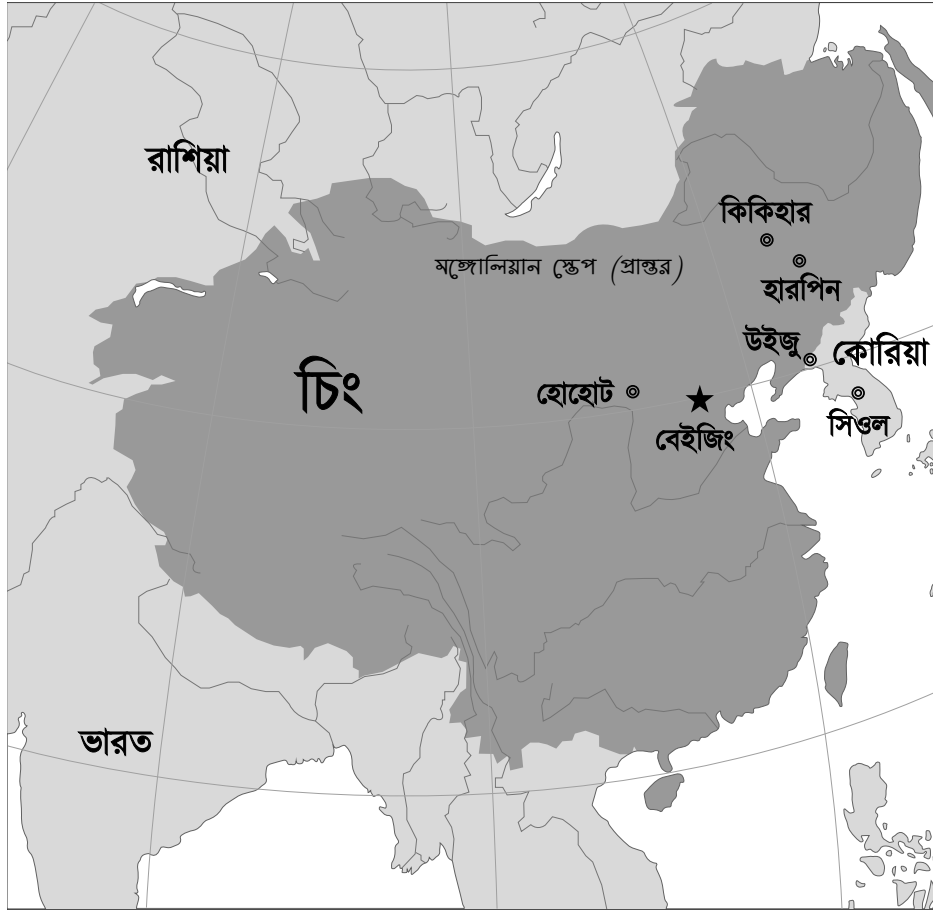 রাশিয়া
কিকিহার
মঙ্গোলিয়ান স্তেপ (প্রান্তর)
হারপিন
উইজু
কোরিয়া
চিং
হোহোট
সিওল
বেইজিং
ভারত